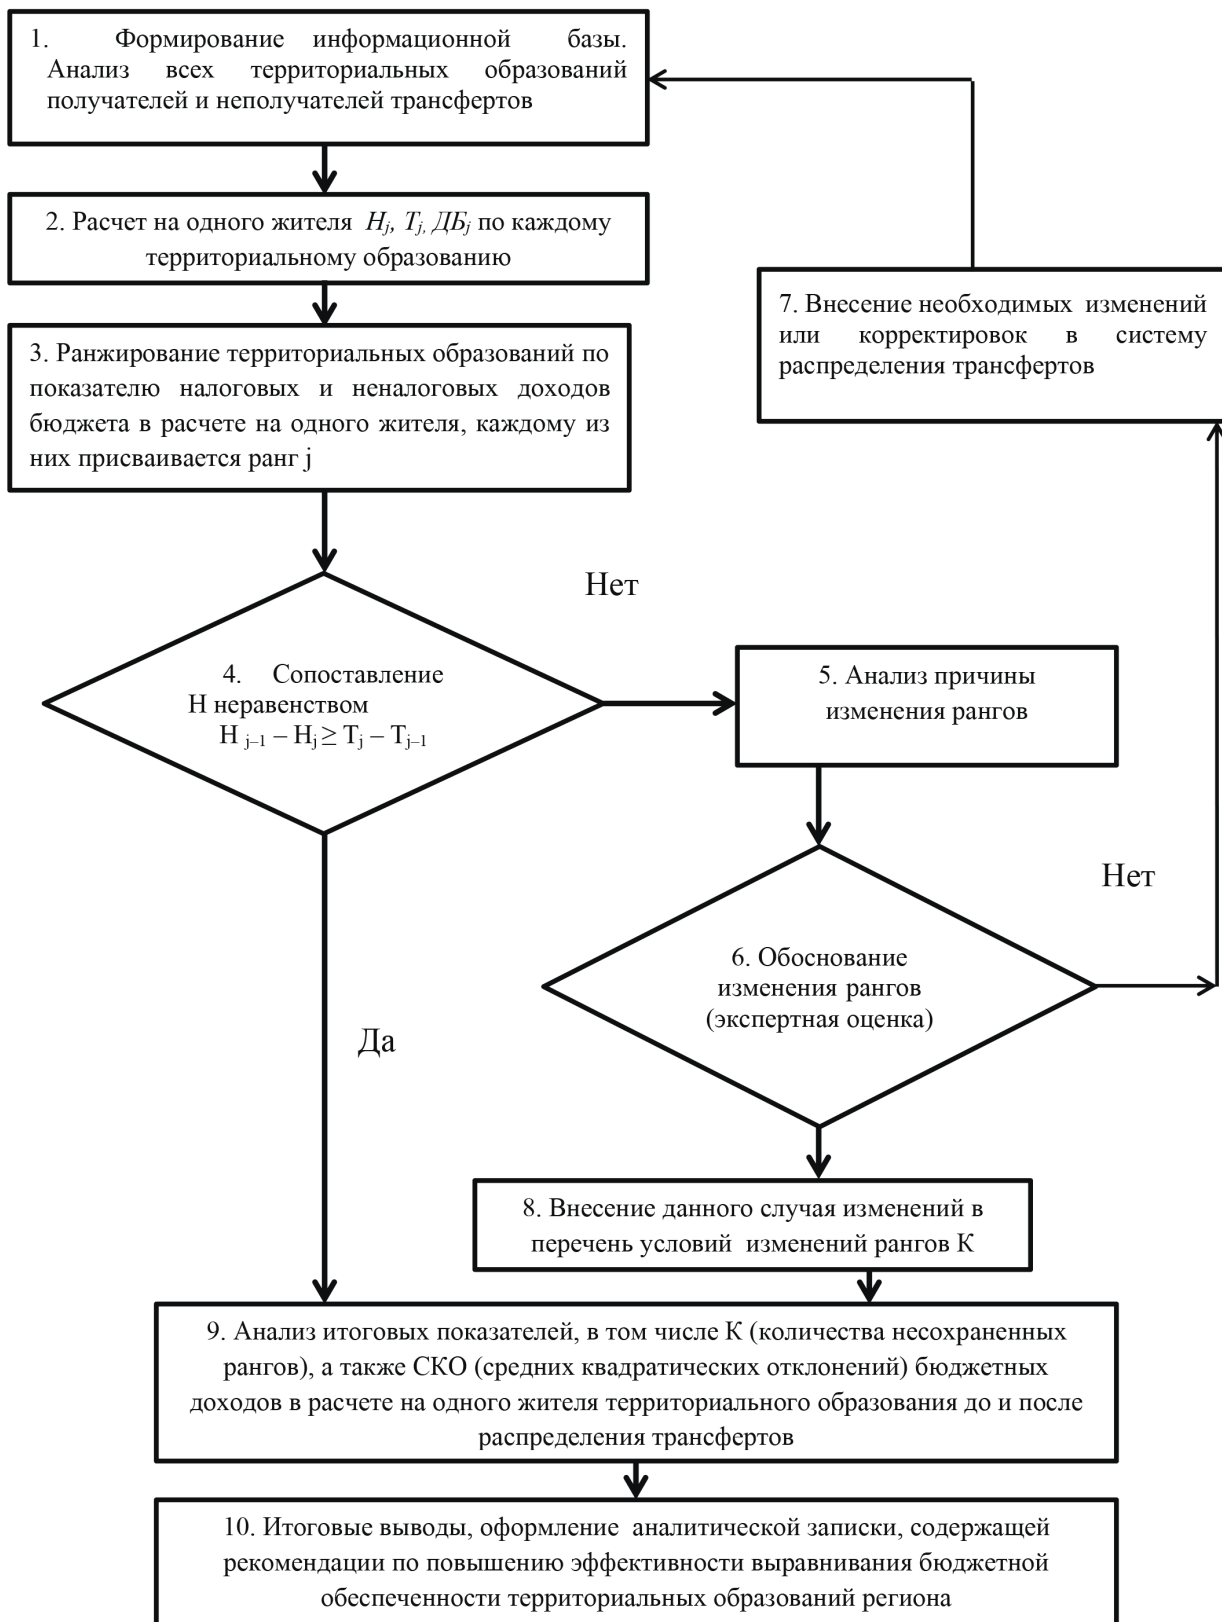 1. Формирование информационной базы.
Анализ всех территориальных образований
получателей и неполучателей трансфертов
2. Расчет на одного жителя Hj, Tj, ДБj по каждому
территориальному образованию
3. Ранжирование территориальных образований по
показателю налоговых и неналоговых доходов
бюджета в расчете на одного жителя, каждому из
них присваивается ранг j
7. Внесение необходимых изменений
или корректировок в систему
распределения трансфертов
Нет
4. Сопоставление
Н неравенством
H j–1 – Hj ≥ Tj – Tj–1
5. Анализ причины
изменения рангов
Нет
6. Обоснование
изменения рангов
(экспертная оценка)
Да
8. Внесение данного случая изменений в
перечень условий изменений рангов К
9. Анализ итоговых показателей, в том числе К (количества несохраненных
рангов), а также СКО (средних квадратических отклонений) бюджетных
доходов в расчете на одного жителя территориального образования до и после
распределения трансфертов
10. Итоговые выводы, оформление аналитической записки, содержащей
рекомендации по повышению эффективности выравнивания бюджетной
обеспеченности территориальных образований региона